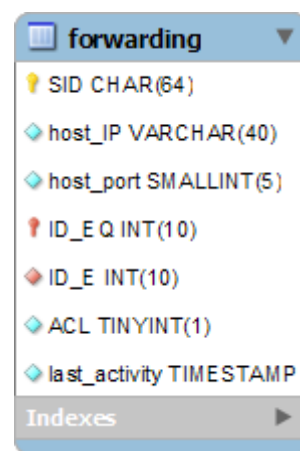 forwarding
SID CHAR(64)
host_IP VARCHAR(40)
host_port SMALLINT(5)
ID_EQ INT(10)
ID_E INT(10)
ACL TINYINT(1)
last_activity TIMESTAMP
Indexes